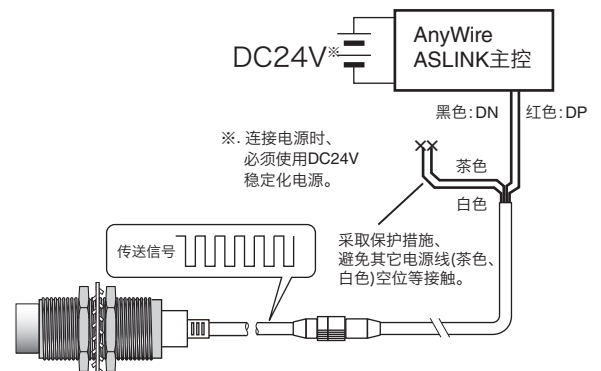 AnyWire
ASLINK主控
DC24V※
黑色:DN
红色:DP
※. 连接电源时、
必须使用DC24V
稳定化电源。
茶色
白色
采取保护措施、
避免其它电源线(茶色、
白色)空位等接触。
传送信号